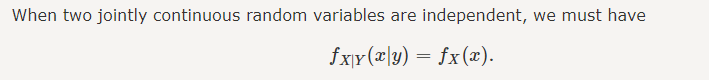 When two jointly continuous random variables are independent, we must have
f_{X|Y}(x|y) = f_X(x).